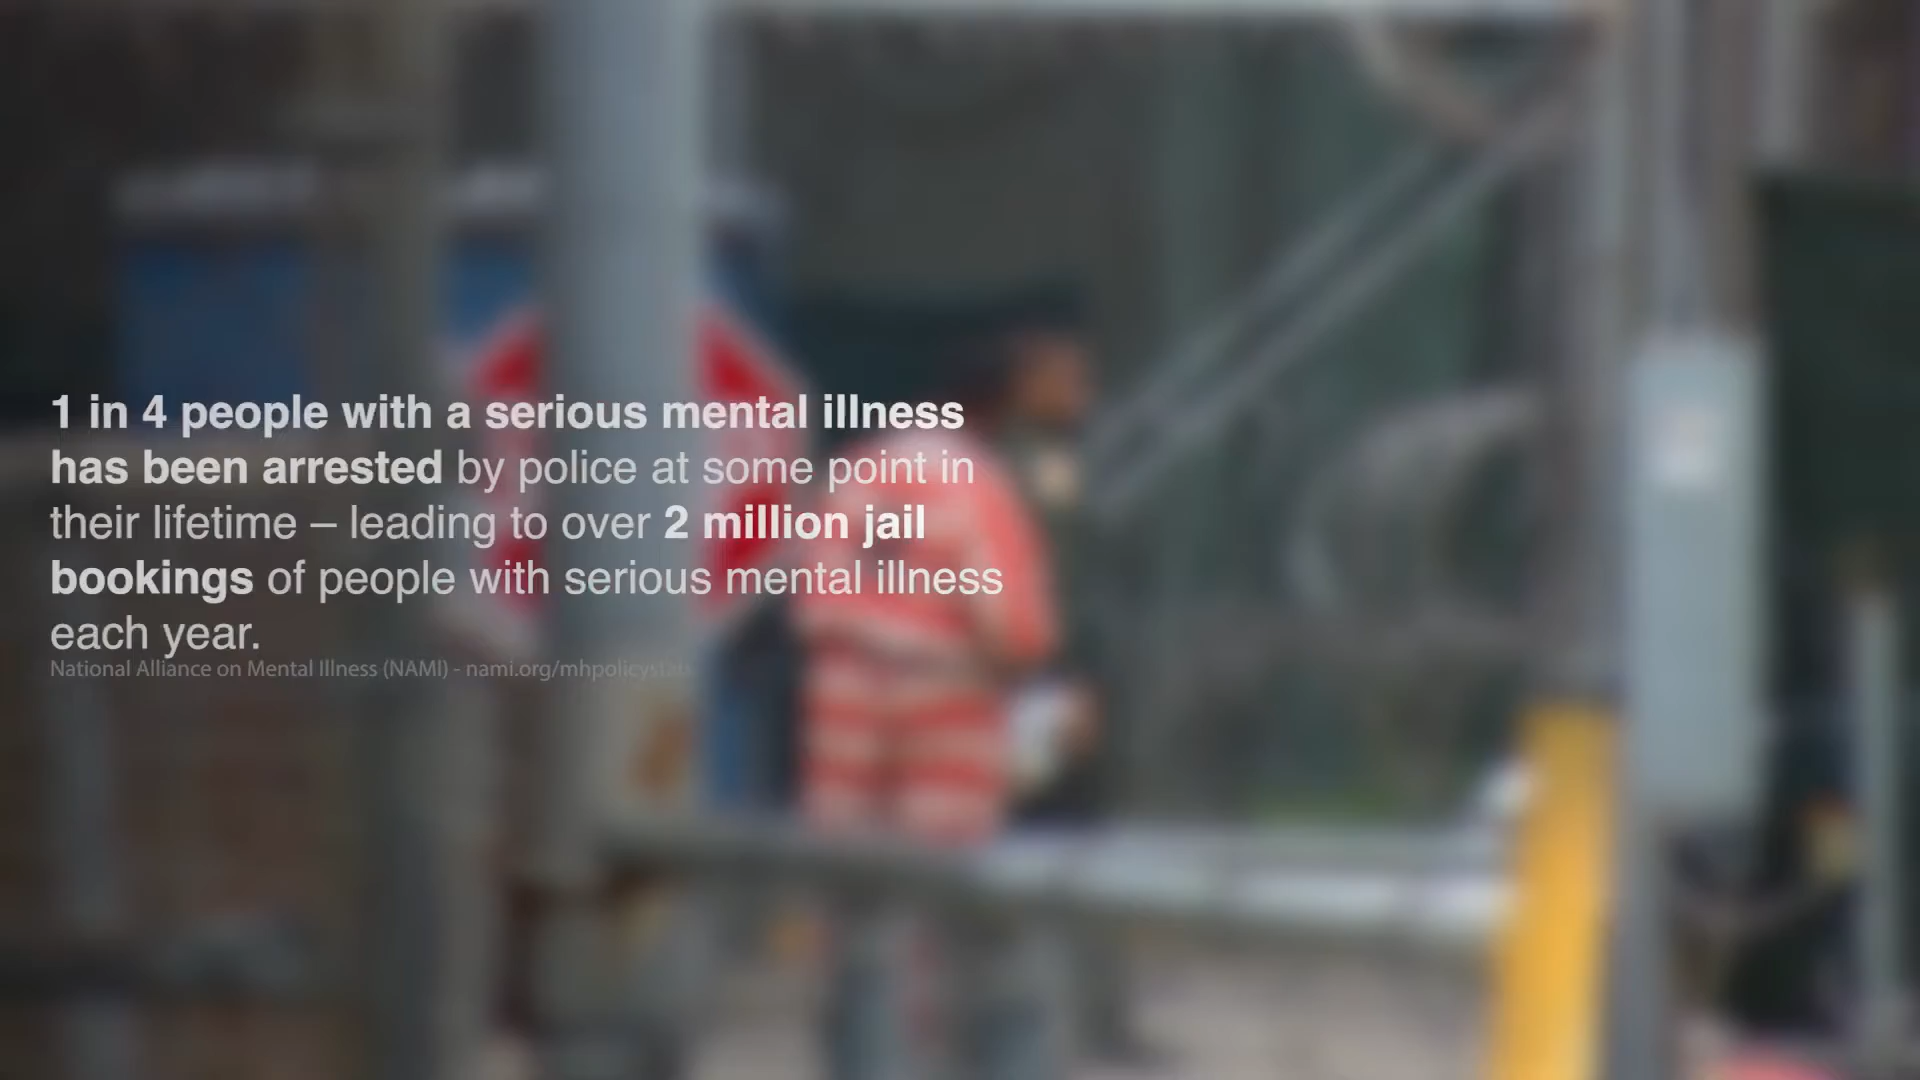 1 in 4 people with a serious mental illness
has been arrested by police at some point in
their lifetime – leading to over 2 million jail
bookings of people with serious mental illness
each year.
National Alliance on Mental Illness (NAMI) - nami.org/mhpolicystats